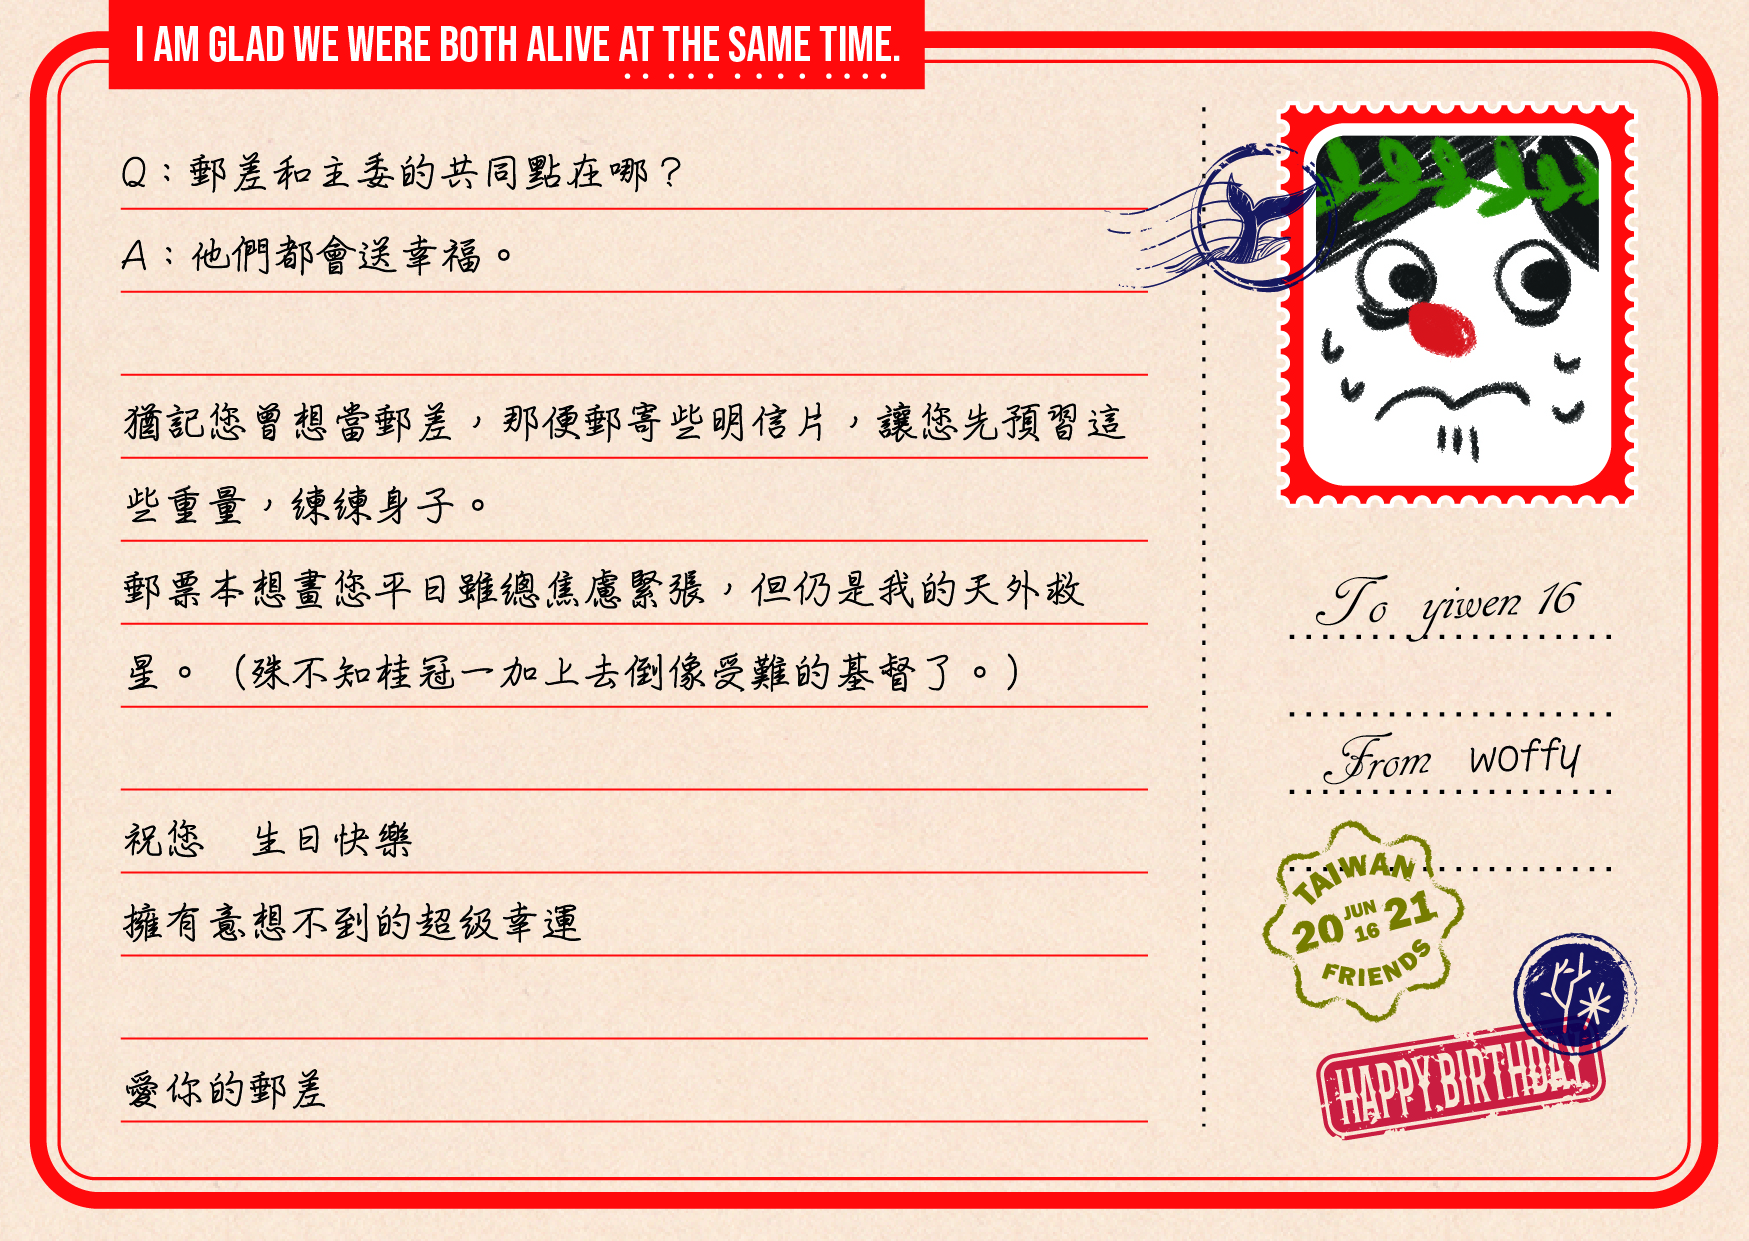 I AM GLAD WE WERE BOTH ALIVE AT THE SAME TIME.
Q：郵差和主委的共同點在哪？
A：他們都會送幸福。
猶記您曾想當郵差，那便郵寄些明信片，讓您先預習這
些重量，練練身子。
郵票本想畫您平日雖總焦慮緊張，但仍是我的天外救
星。（殊不知桂冠一加上去倒像受難的基督了。）
祝您　生日快樂
擁有意想不到的超級幸運
愛你的郵差
To yiwen 16
From woffy
TAIWAN
20 JUN 16 21
FRIENDS
HAPPY BIRTHDAY